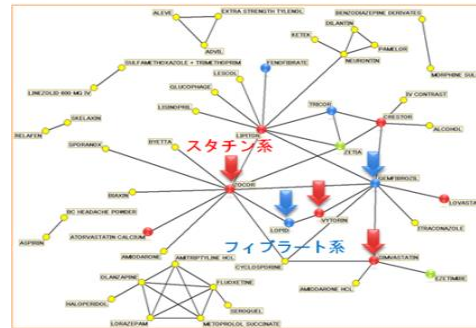 ALEVE
EXTRA STRENGTH TYLENOL
ADVIL
BENZODIAZEPINE DERIVATES
DILANTIN
KETEK
PAMELOR
NEURONTIN
MORPHINE SUL
SULFAMETHOXAZOLE + TRIMETHOPRIM
LINEZOLID 600 MG IV
LESCOL
FENOFIBRATE
GLUCOPHAGE
LISINOPRIL
TRICOR
IV CONTRAST
CRESTOR
ALCOHOL
LIPITOR
SKELAXIN
RELAFEN
SPORANOX
BYETTA
スタチン系
ZETIA
ZOCOR
GEMFIBROZIL
BIAXIN
LOVASTA
BC HEADACHE POWDER
ASPIRIN
ATORVASTATIN CALCIUM
LOPID
VYTORIN
ITRACONAZOLE
フィブラート系
AMIODARONE
AMITRIPTYLINE HCL
OLANZAPINE
FLUOXETINE
CYCLOSPORINE
SIMVASTATIN
EZETIMIBE
AMIODARONE HCL
HALOPERIDOL
SEROQUEL
LORAZEPAM
METOPROLOL SUCCINATE